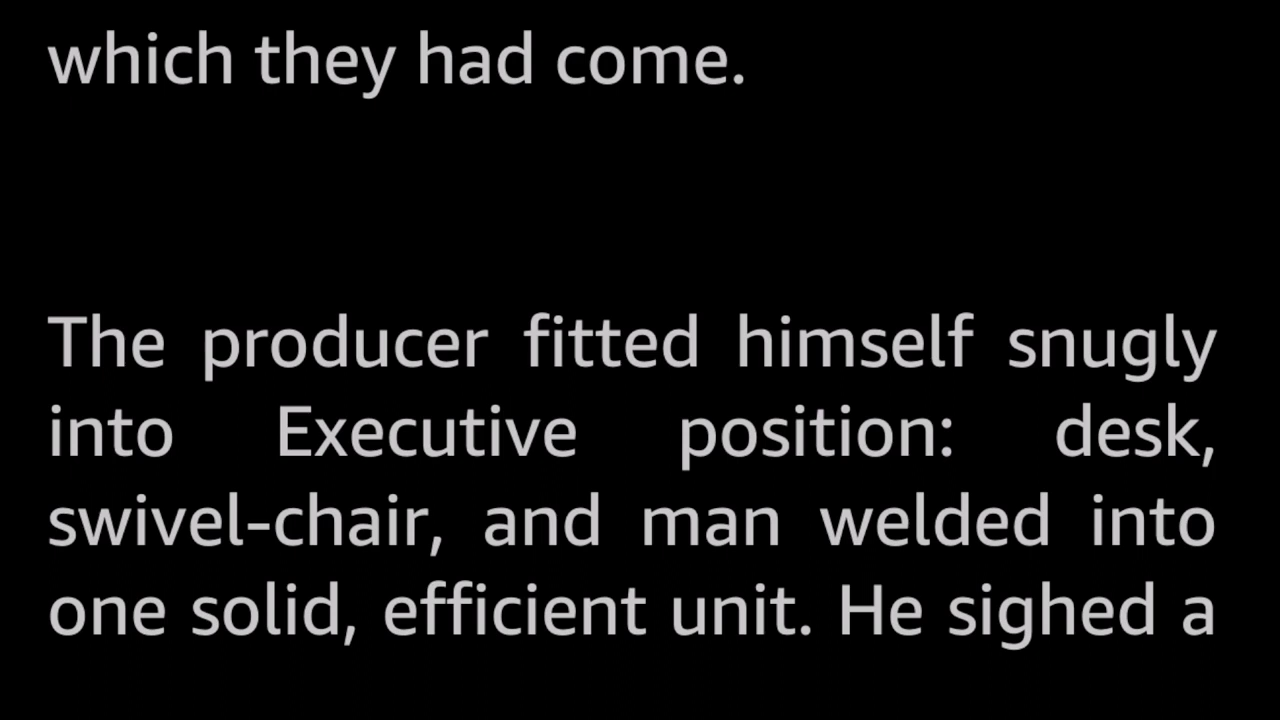 which they had come.
The producer fitted himself snugly
into Executive position: desk,
swivel-chair, and man welded into
one solid, efficient unit. He sighed a